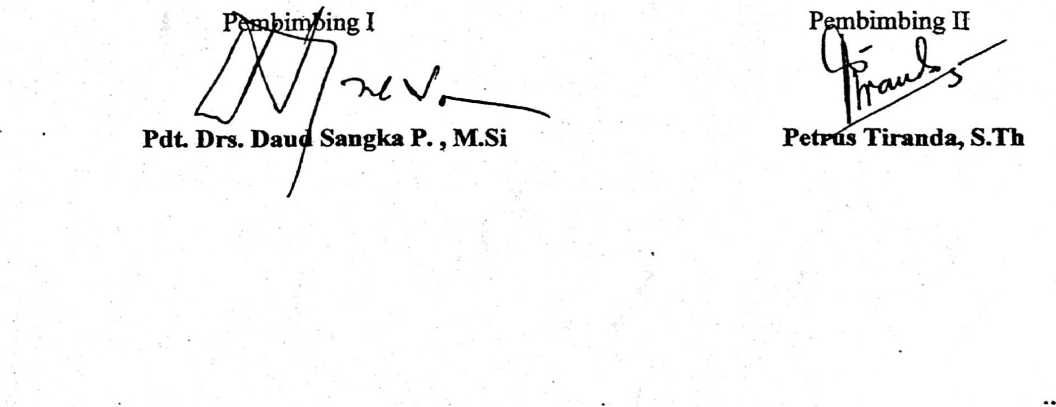 Pembimbing I Pembimbing II
Pdt. Drs. Daud Sangka P. , M.Si Petrus Tiranda, S.Th